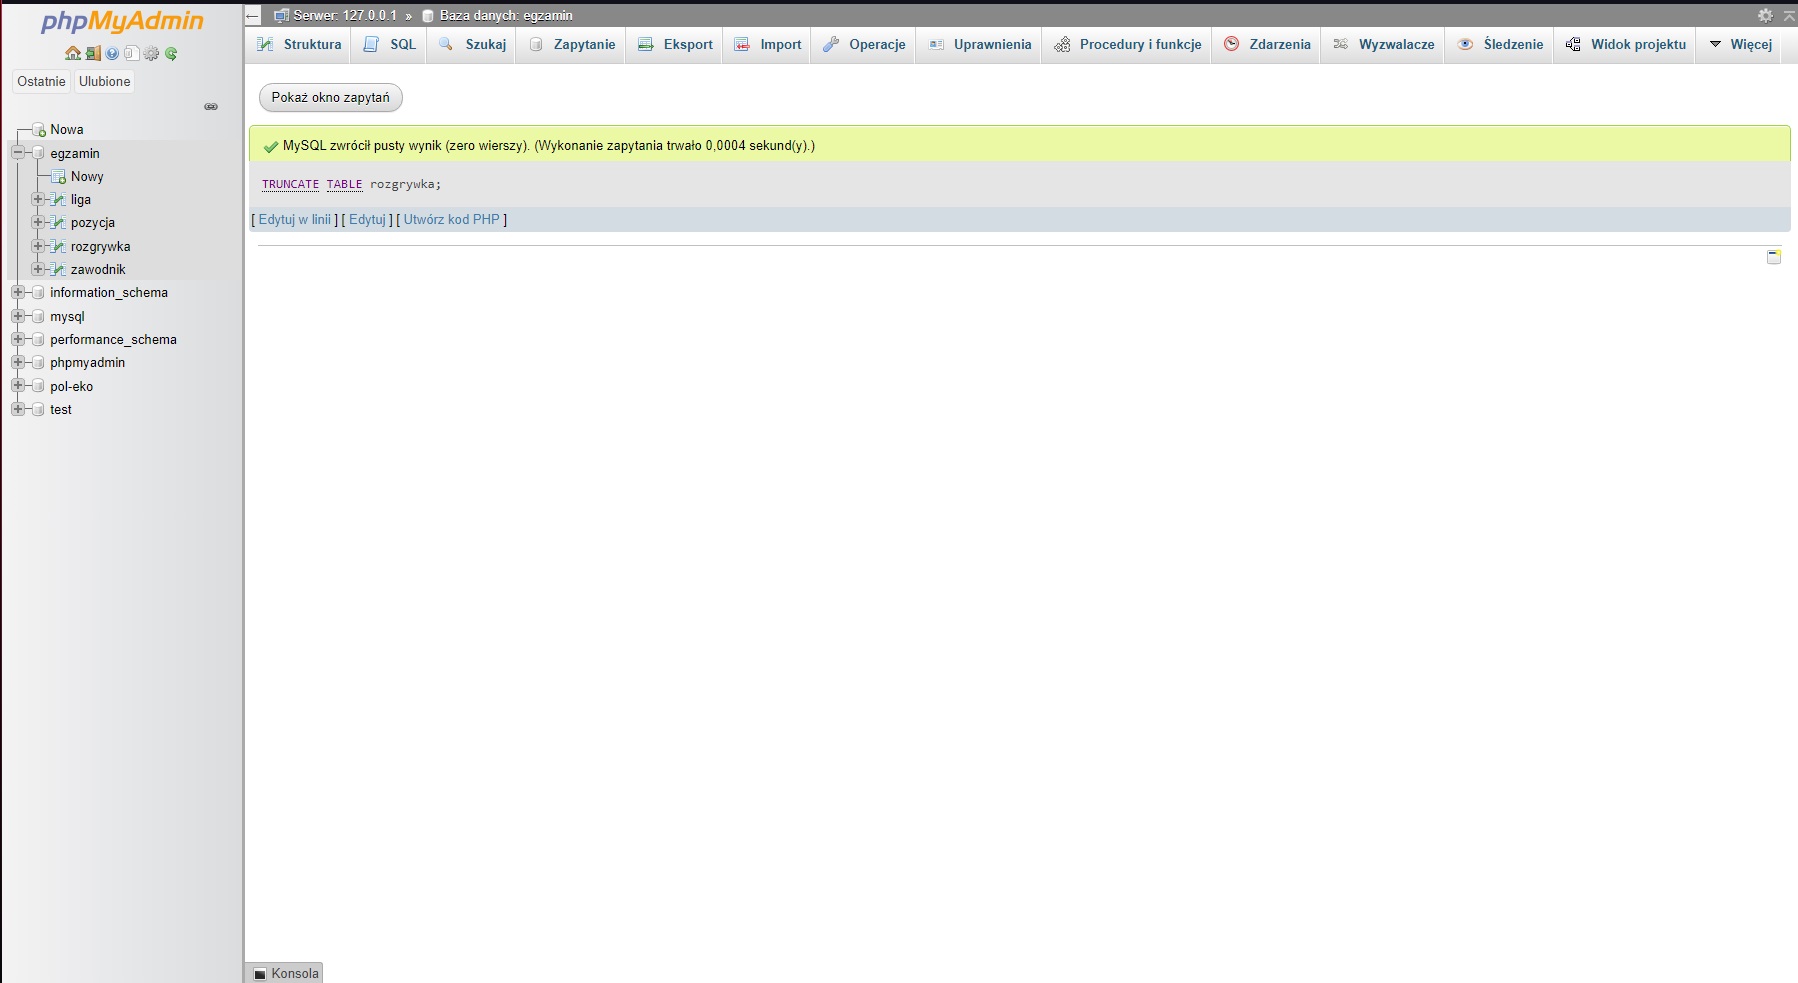 phpMyAdmin
Ostatnie Ulubione
Nowa
egzamin
Nowy
liga
pozycja
rozgrywka
zawodnik
information_schema
mysql
performance_schema
phpmyadmin
pol-eko
test
Serwer: 127.0.0.1 » Baza danych: egzamin
Struktura SQL Szukaj Zapytanie Eksport Import Operacje Uprawnienia Procedury i funkcje Zdarzenia Wyzwalacze Śledzenie Widok projektu Więcej
Pokaż okno zapytań
MySQL zwrócił pusty wynik (zero wierszy). (Wykonanie zapytania trwało 0,0004 sekund(y).)
TRUNCATE TABLE rozgrywka;
[ Edytuj w linii ] [ Edytuj ] [ Utwórz kod PHP ]
Konsola